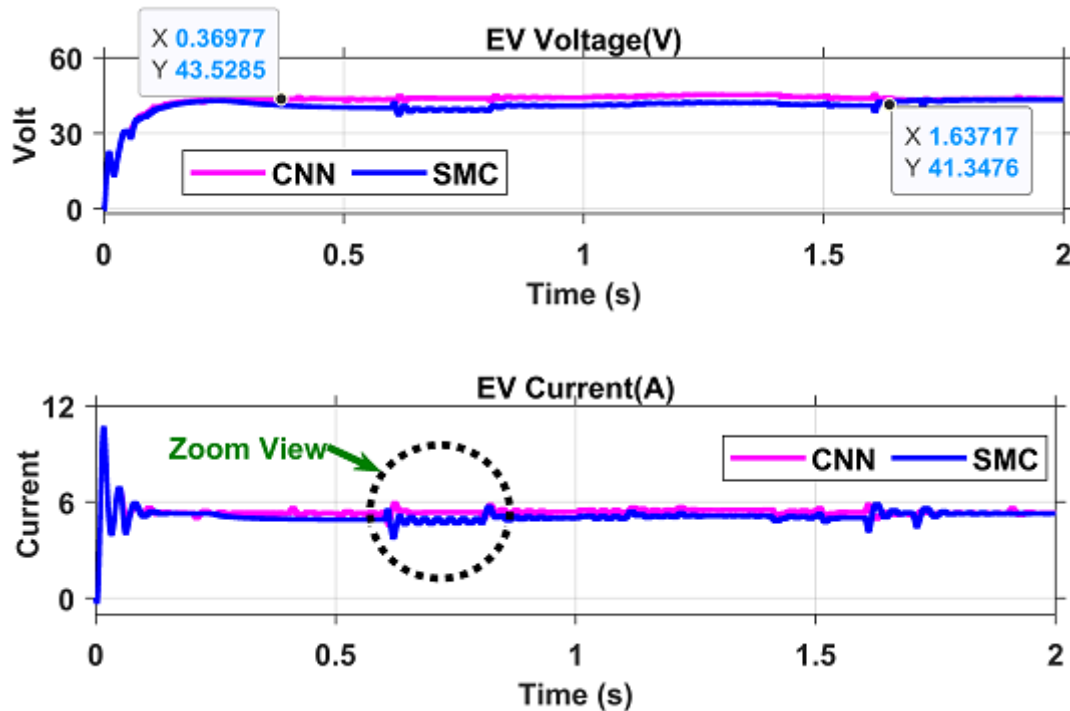 EV Voltage(V)
X 0.36977
Y 43.5285
60
30
0
Volt
CNN
SMC
X 1.63717
Y 41.3476
0
0.5
1
1.5
2
Time (s)
EV Current(A)
12
6
0
Current
Zoom View
CNN
SMC
0
0.5
1
1.5
2
Time (s)